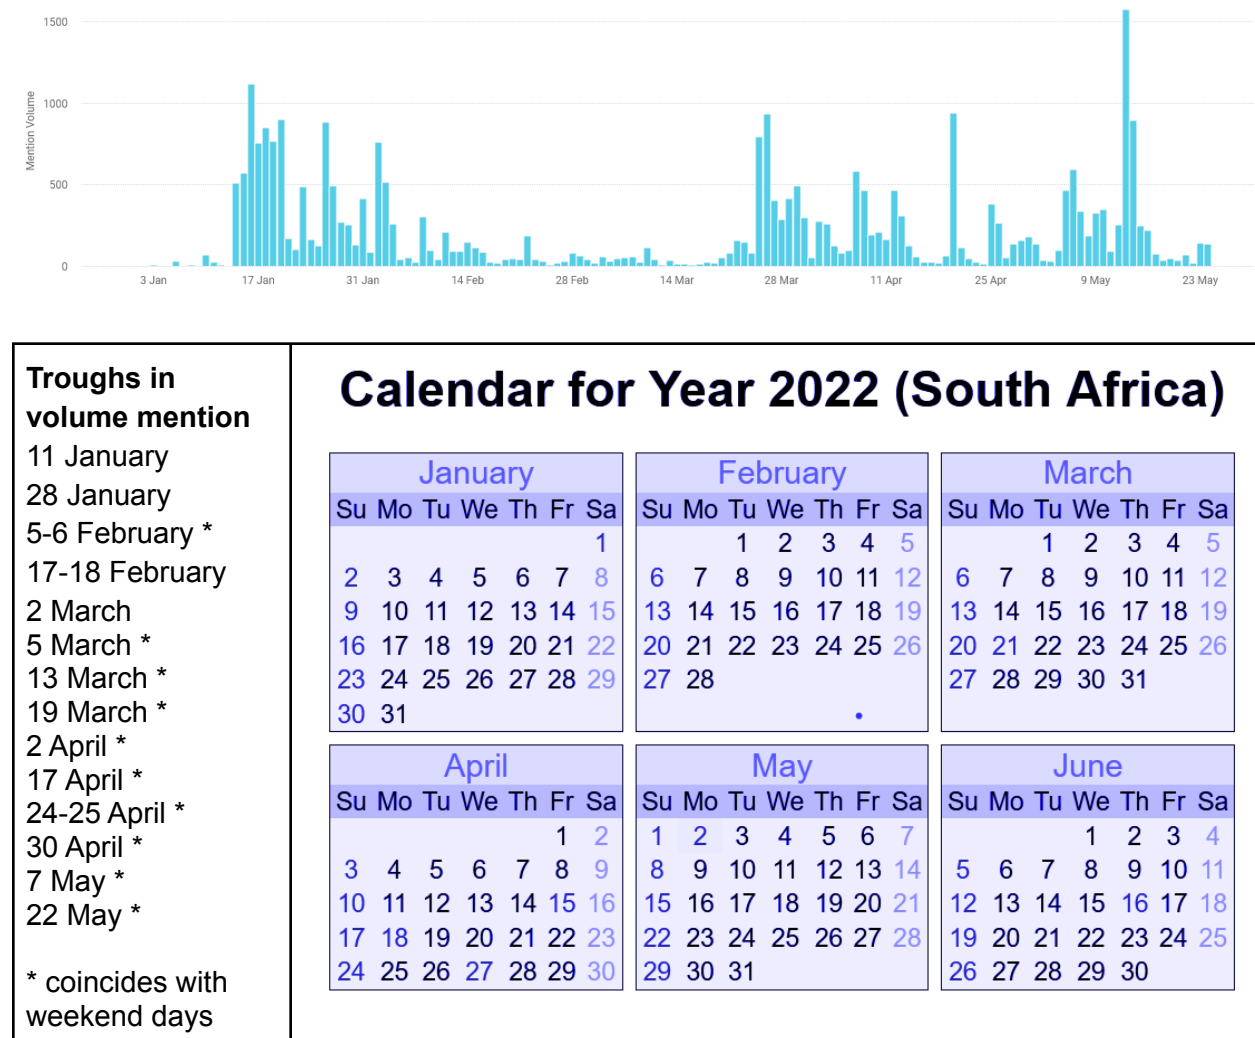 1500
1000
500
0
Mention Volume
3 Jan 17 Jan 31 Jan 14 Feb 28 Feb 14 Mar 28 Mar 11 Apr 25 Apr 9 May 23 May
Troughs in
volume mention
11 January
28 January
5-6 February *
17-18 February
2 March
5 March *
13 March *
19 March *
2 April *
17 April *
24-25 April *
30 April *
7 May *
22 May *
* coincides with
weekend days
Calendar for Year 2022 (South Africa)
January
Su Mo Tu We Th Fr Sa
1
2 3 4 5 6 7 8
9 10 11 12 13 14 15
16 17 18 19 20 21 22
23 24 25 26 27 28 29
30 31
February
Su Mo Tu We Th Fr Sa
1 2 3 4 5
6 7 8 9 10 11 12
13 14 15 16 17 18 19
20 21 22 23 24 25 26
27 28
March
Su Mo Tu We Th Fr Sa
1 2 3 4 5
6 7 8 9 10 11 12
13 14 15 16 17 18 19
20 21 22 23 24 25 26
27 28 29 30 31
April
Su Mo Tu We Th Fr Sa
1 2
3 4 5 6 7 8 9
10 11 12 13 14 15 16
17 18 19 20 21 22 23
24 25 26 27 28 29 30
May
Su Mo Tu We Th Fr Sa
1 2 3 4 5 6 7
8 9 10 11 12 13 14
15 16 17 18 19 20 21
22 23 24 25 26 27 28
29 30 31
June
Su Mo Tu We Th Fr Sa
1 2 3 4
5 6 7 8 9 10 11
12 13 14 15 16 17 18
19 20 21 22 23 24 25
26 27 28 29 30